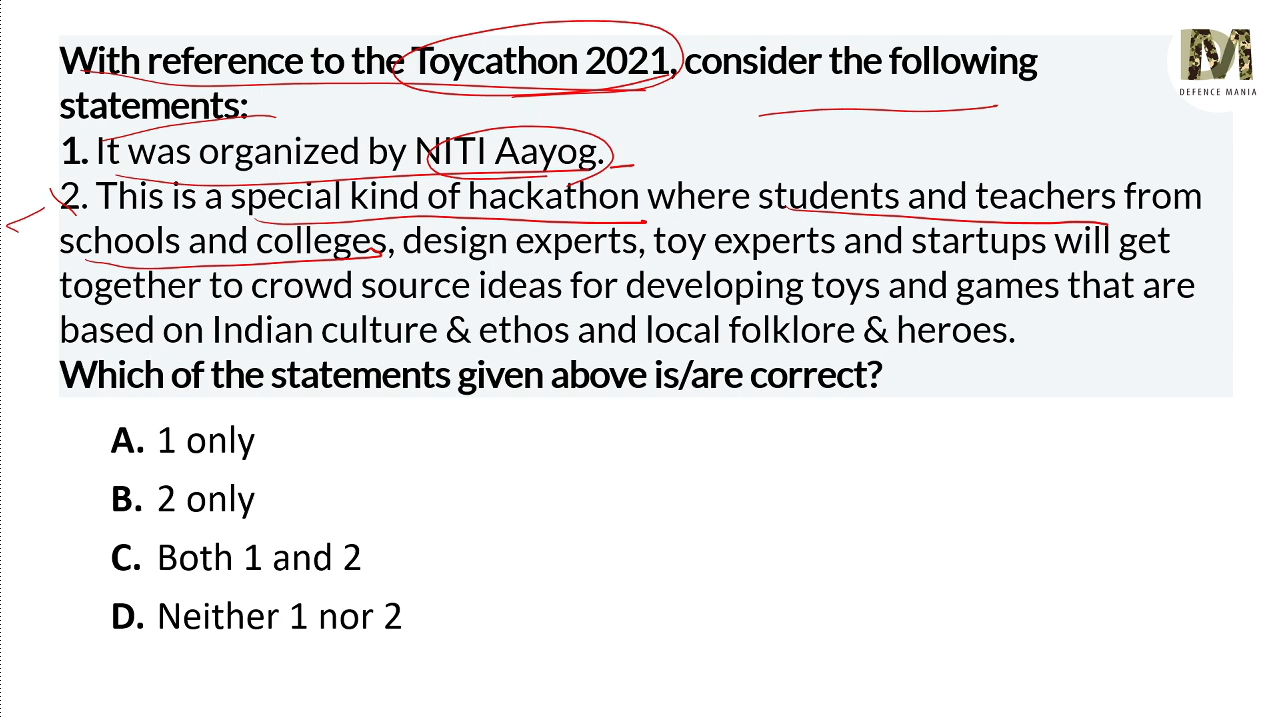 With reference to the Toycathon 2021, consider the following
statements:
1. It was organized by NITI Aayog.
2. This is a special kind of hackathon where students and teachers from
schools and colleges, design experts, toy experts and startups will get
together to crowd source ideas for developing toys and games that are
based on Indian culture & ethos and local folklore & heroes.
Which of the statements given above is/are correct?
A. 1 only
B. 2 only
C. Both 1 and 2
D. Neither 1 nor 2
DM
DEFENCE MANIA